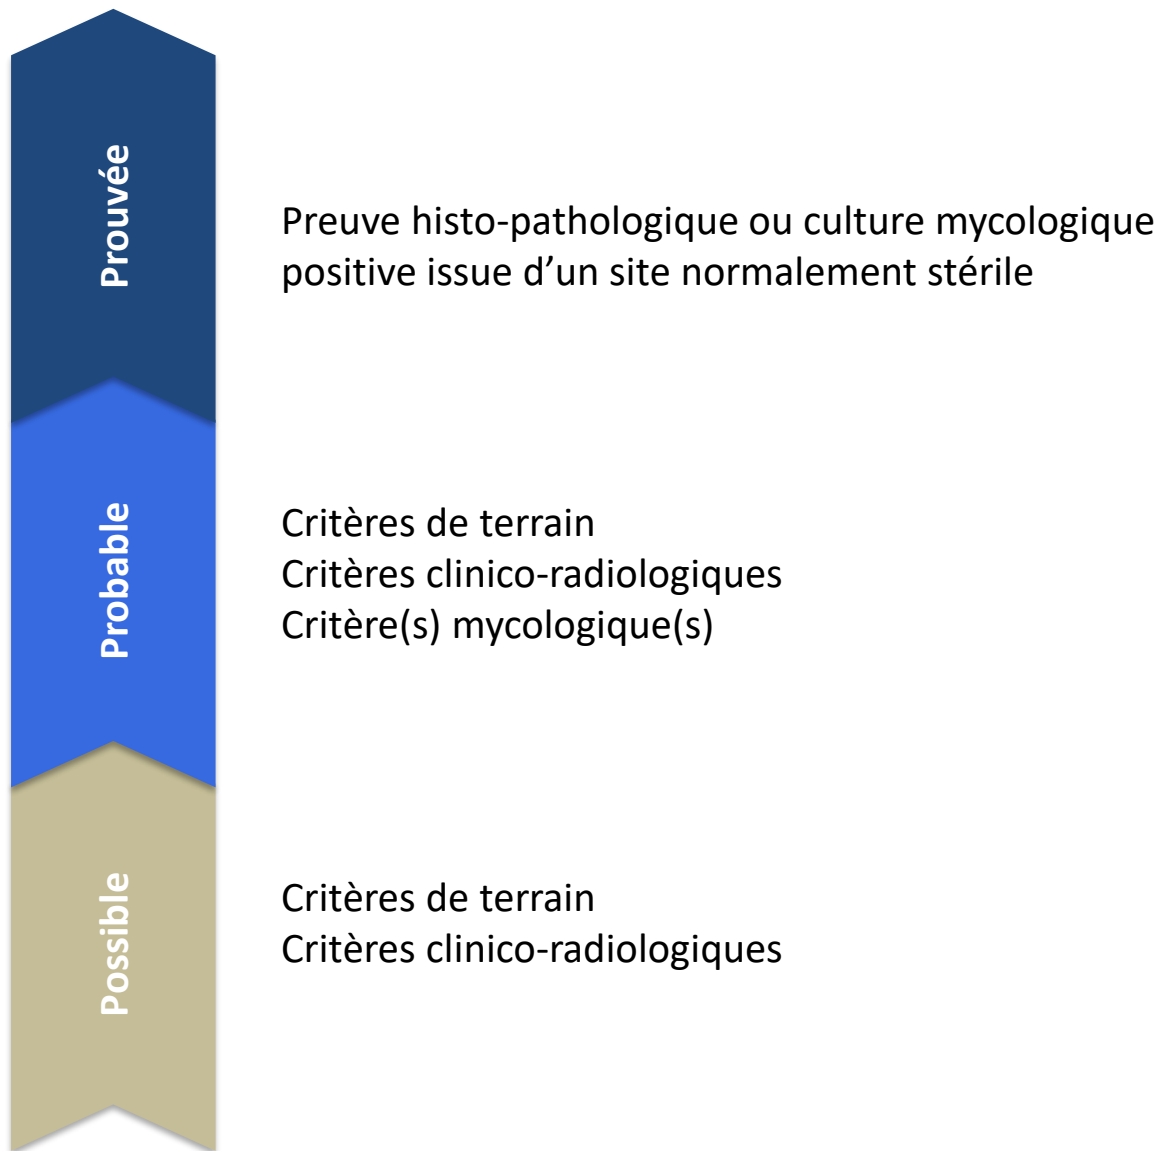 Prouvée
Preuve histo-pathologique ou culture mycologique
positive issue d’un site normalement stérile
Probable
Critères de terrain
Critères clinico-radiologiques
Critère(s) mycologique(s)
Possible
Critères de terrain
Critères clinico-radiologiques